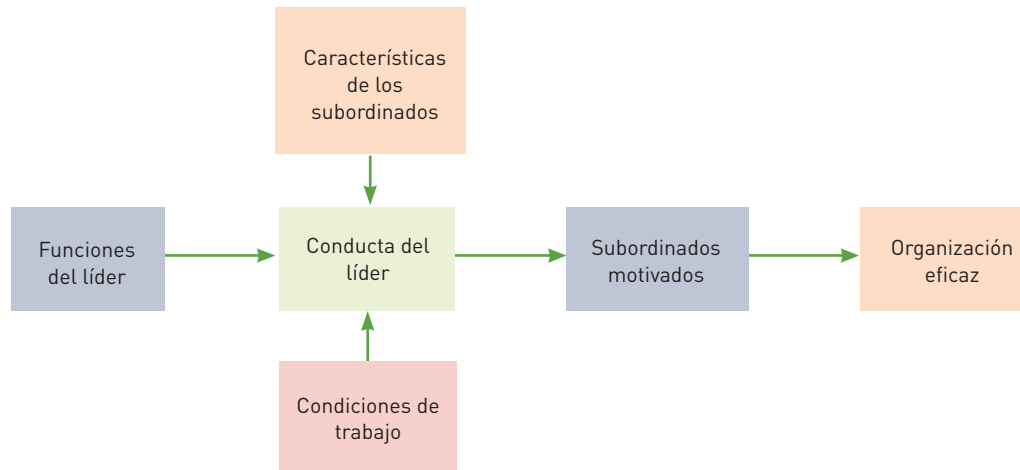 Características
de los
subordinados
Funciones
del líder
Conducta del
líder
Subordinados
motivados
Organización
eficaz
Condiciones de
trabajo